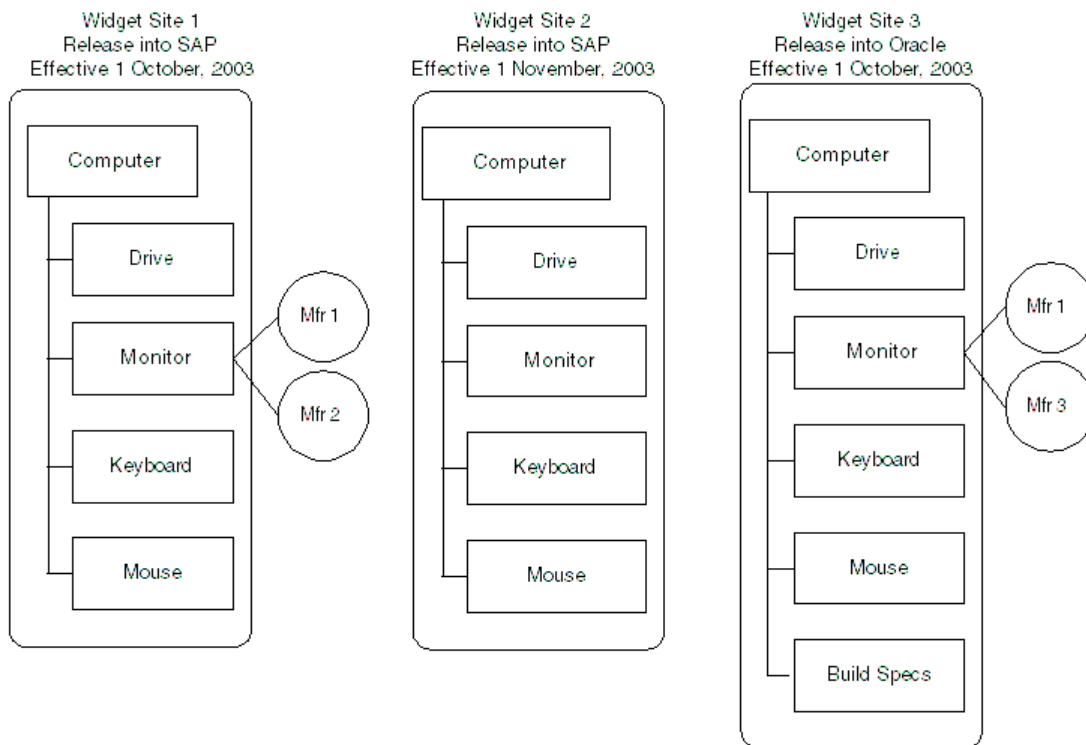 Widget Site 1
Release into SAP
Effective 1 October, 2003
Computer
Drive
Monitor
Mfr 1
Mfr 2
Keyboard
Mouse
Widget Site 2
Release into SAP
Effective 1 November, 2003
Computer
Drive
Monitor
Keyboard
Mouse
Widget Site 3
Release into Oracle
Effective 1 October, 2003
Computer
Drive
Monitor
Mfr 1
Mfr 3
Keyboard
Mouse
Build Specs